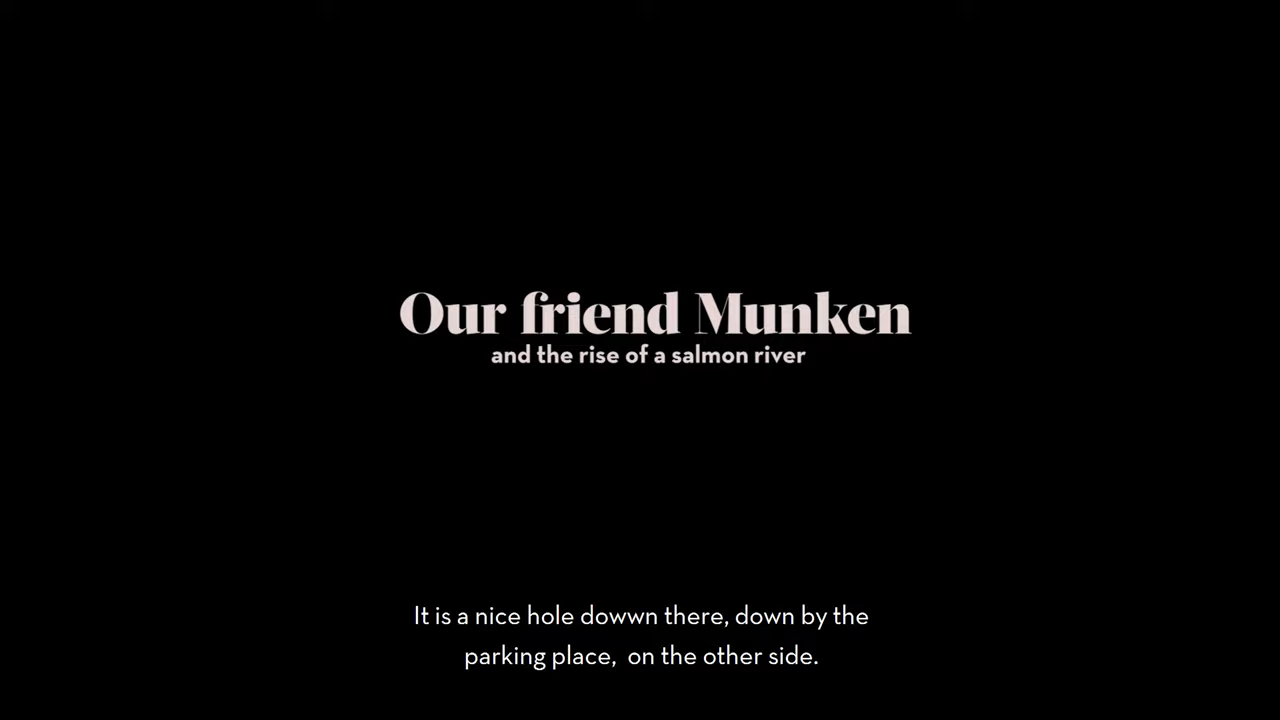 Our friend Munken
and the rise of a salmon river
It is a nice hole dowwn there, down by the
parking place,  on the other side.